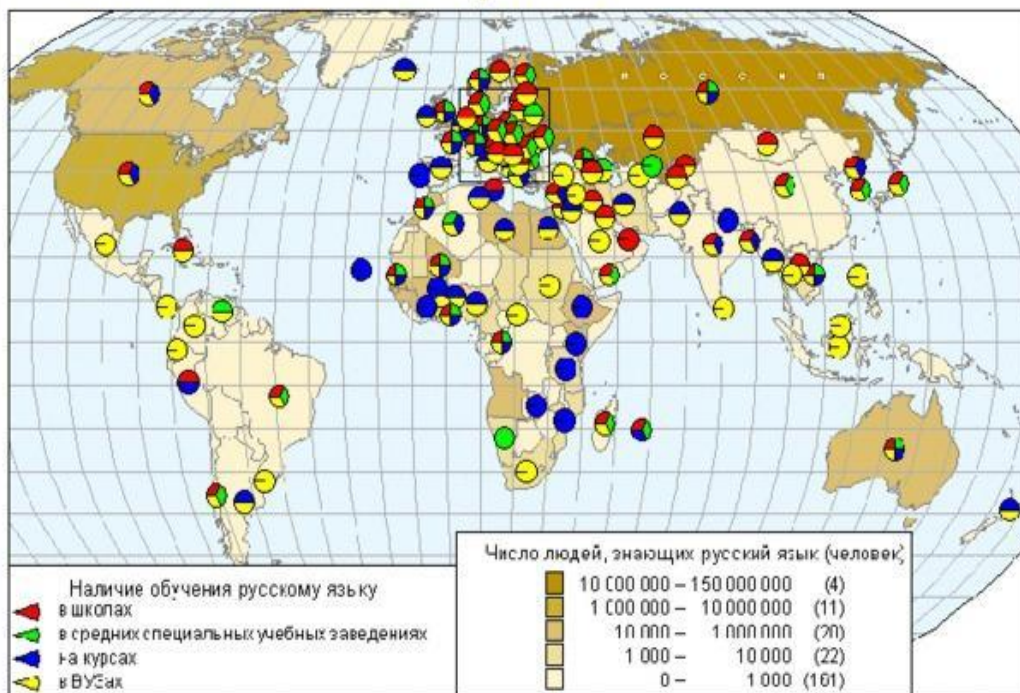 Р О С С И Я
Наличие обучения русскому языку
в школах
в средних специальных учебных заведениях
на курсах
в ВУЗах
Число людей, знающих русский язык (человек)
10 000 000 – 150 000 000 (4)
1 000 000 – 10 000 000 (11)
10 000 – 1 000 000 (20)
1 000 – 10 000 (22)
0 – 1 000 (161)